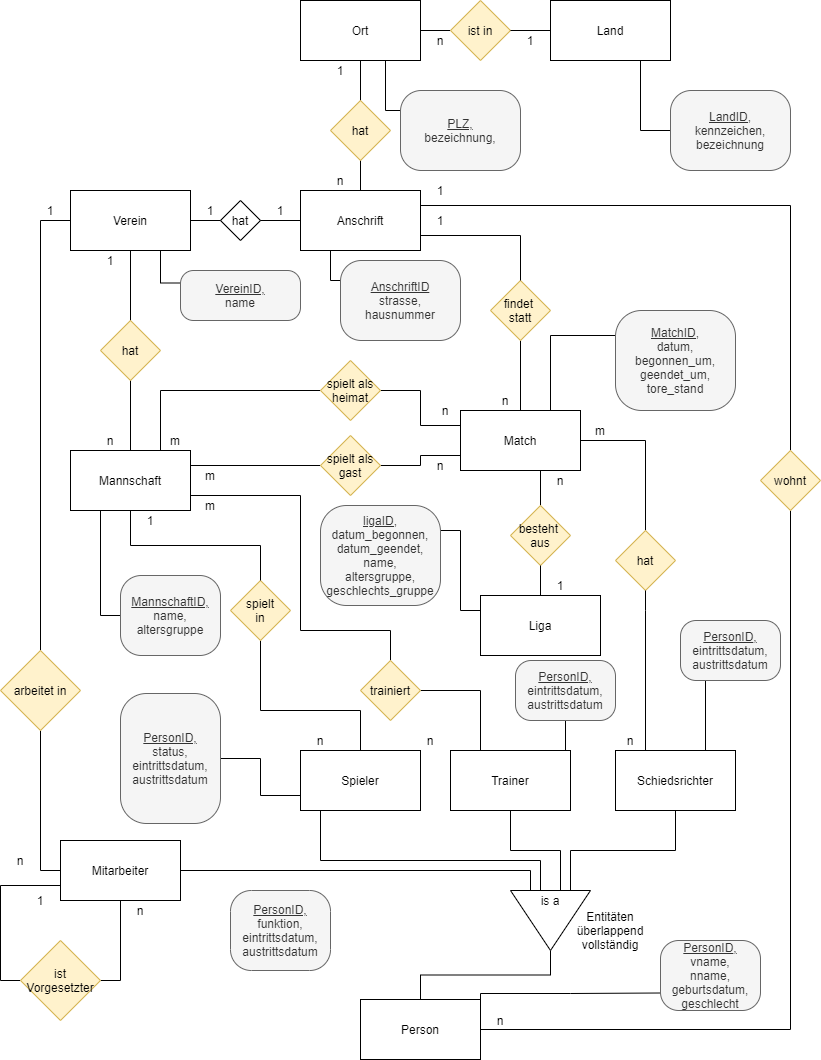 Ort
n
ist in
1
Land
1
hat
PLZ,
bezeichnung,
LandID,
kennzeichen,
bezeichnung
n
1
1
Verein
1
hat
1
Anschrift
1
1
VereinID,
name
AnschriftID
strasse,
hausnummer
findet
statt
MatchID,
datum,
begonnen_um,
geendet_um,
tore_stand
hat
spielt als
heimat
n
n
n
m
Match
m
Mannschaft
m
spielt als
gast
n
n
wohnt
m
1
ligaID,
datum_begonnen,
datum_geendet,
name,
altersgruppe,
geschlechts_gruppe
besteht
aus
hat
1
MannschaftID,
name,
altersgruppe
spielt
in
Liga
PersonID,
eintrittsdatum,
austrittsdatum
arbeitet in
trainiert
PersonID,
eintrittsdatum,
austrittsdatum
PersonID,
status,
eintrittsdatum,
austrittsdatum
n
n
n
Spieler
Trainer
Schiedsrichter
n
Mitarbeiter
1
n
PersonID,
funktion,
eintrittsdatum,
austrittsdatum
is a
Entitäten
überlappend
vollständig
ist
Vorgesetzter
PersonID,
vname,
nname,
geburtsdatum,
geschlecht
Person
n